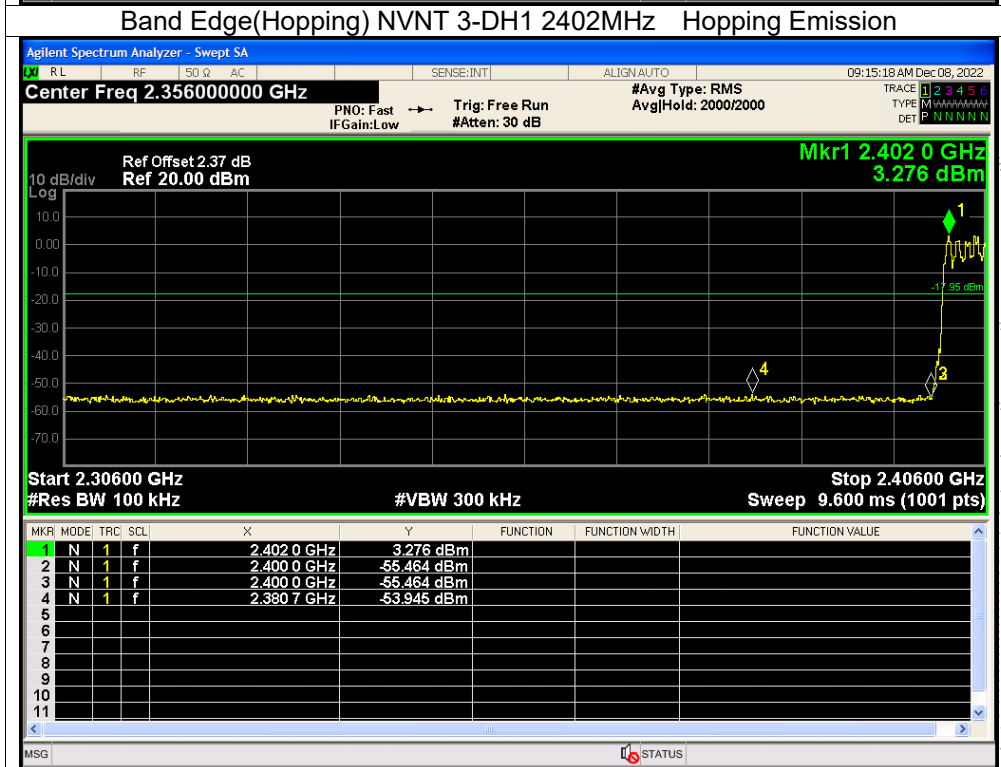 Band Edge(Hopping) NVNT 3-DH1 2402MHz Hopping Emission
Agilent Spectrum Analyzer - Swept SA
LXI RL RF 50 Ω AC SENSE:INT ALIGN AUTO 09:15:18 AM Dec 08, 2022
Center Freq 2.356000000 GHz #Avg Type: RMS TRACE 1 2 3 4 5 6
PNO: Fast Trig: Free Run Avg|Hold: 2000/2000 TYPE M
IFGain:Low #Atten: 30 dB DET P N N N N N
Mkr1 2.402 0 GHz
Ref Offset 2.37 dB
10 dB/div Ref 20.00 dBm 3.276 dBm
Log
10.0
1
0.00
-10.0
-17.95 dBm
-20.0
-30.0
-40.0
4
3
-50.0
-60.0
-70.0
Start 2.30600 GHz Stop 2.40600 GHz
#Res BW 100 kHz #VBW 300 kHz Sweep 9.600 ms (1001 pts)
MKR MODE TRC SCL X Y FUNCTION FUNCTION WIDTH FUNCTION VALUE
1 N 1 f 2.402 0 GHz 3.276 dBm
2 N 1 f 2.400 0 GHz -55.464 dBm
3 N 1 f 2.400 0 GHz -55.464 dBm
4 N 1 f 2.380 7 GHz -53.945 dBm
5
6
7
8
9
10
11
MSG STATUS